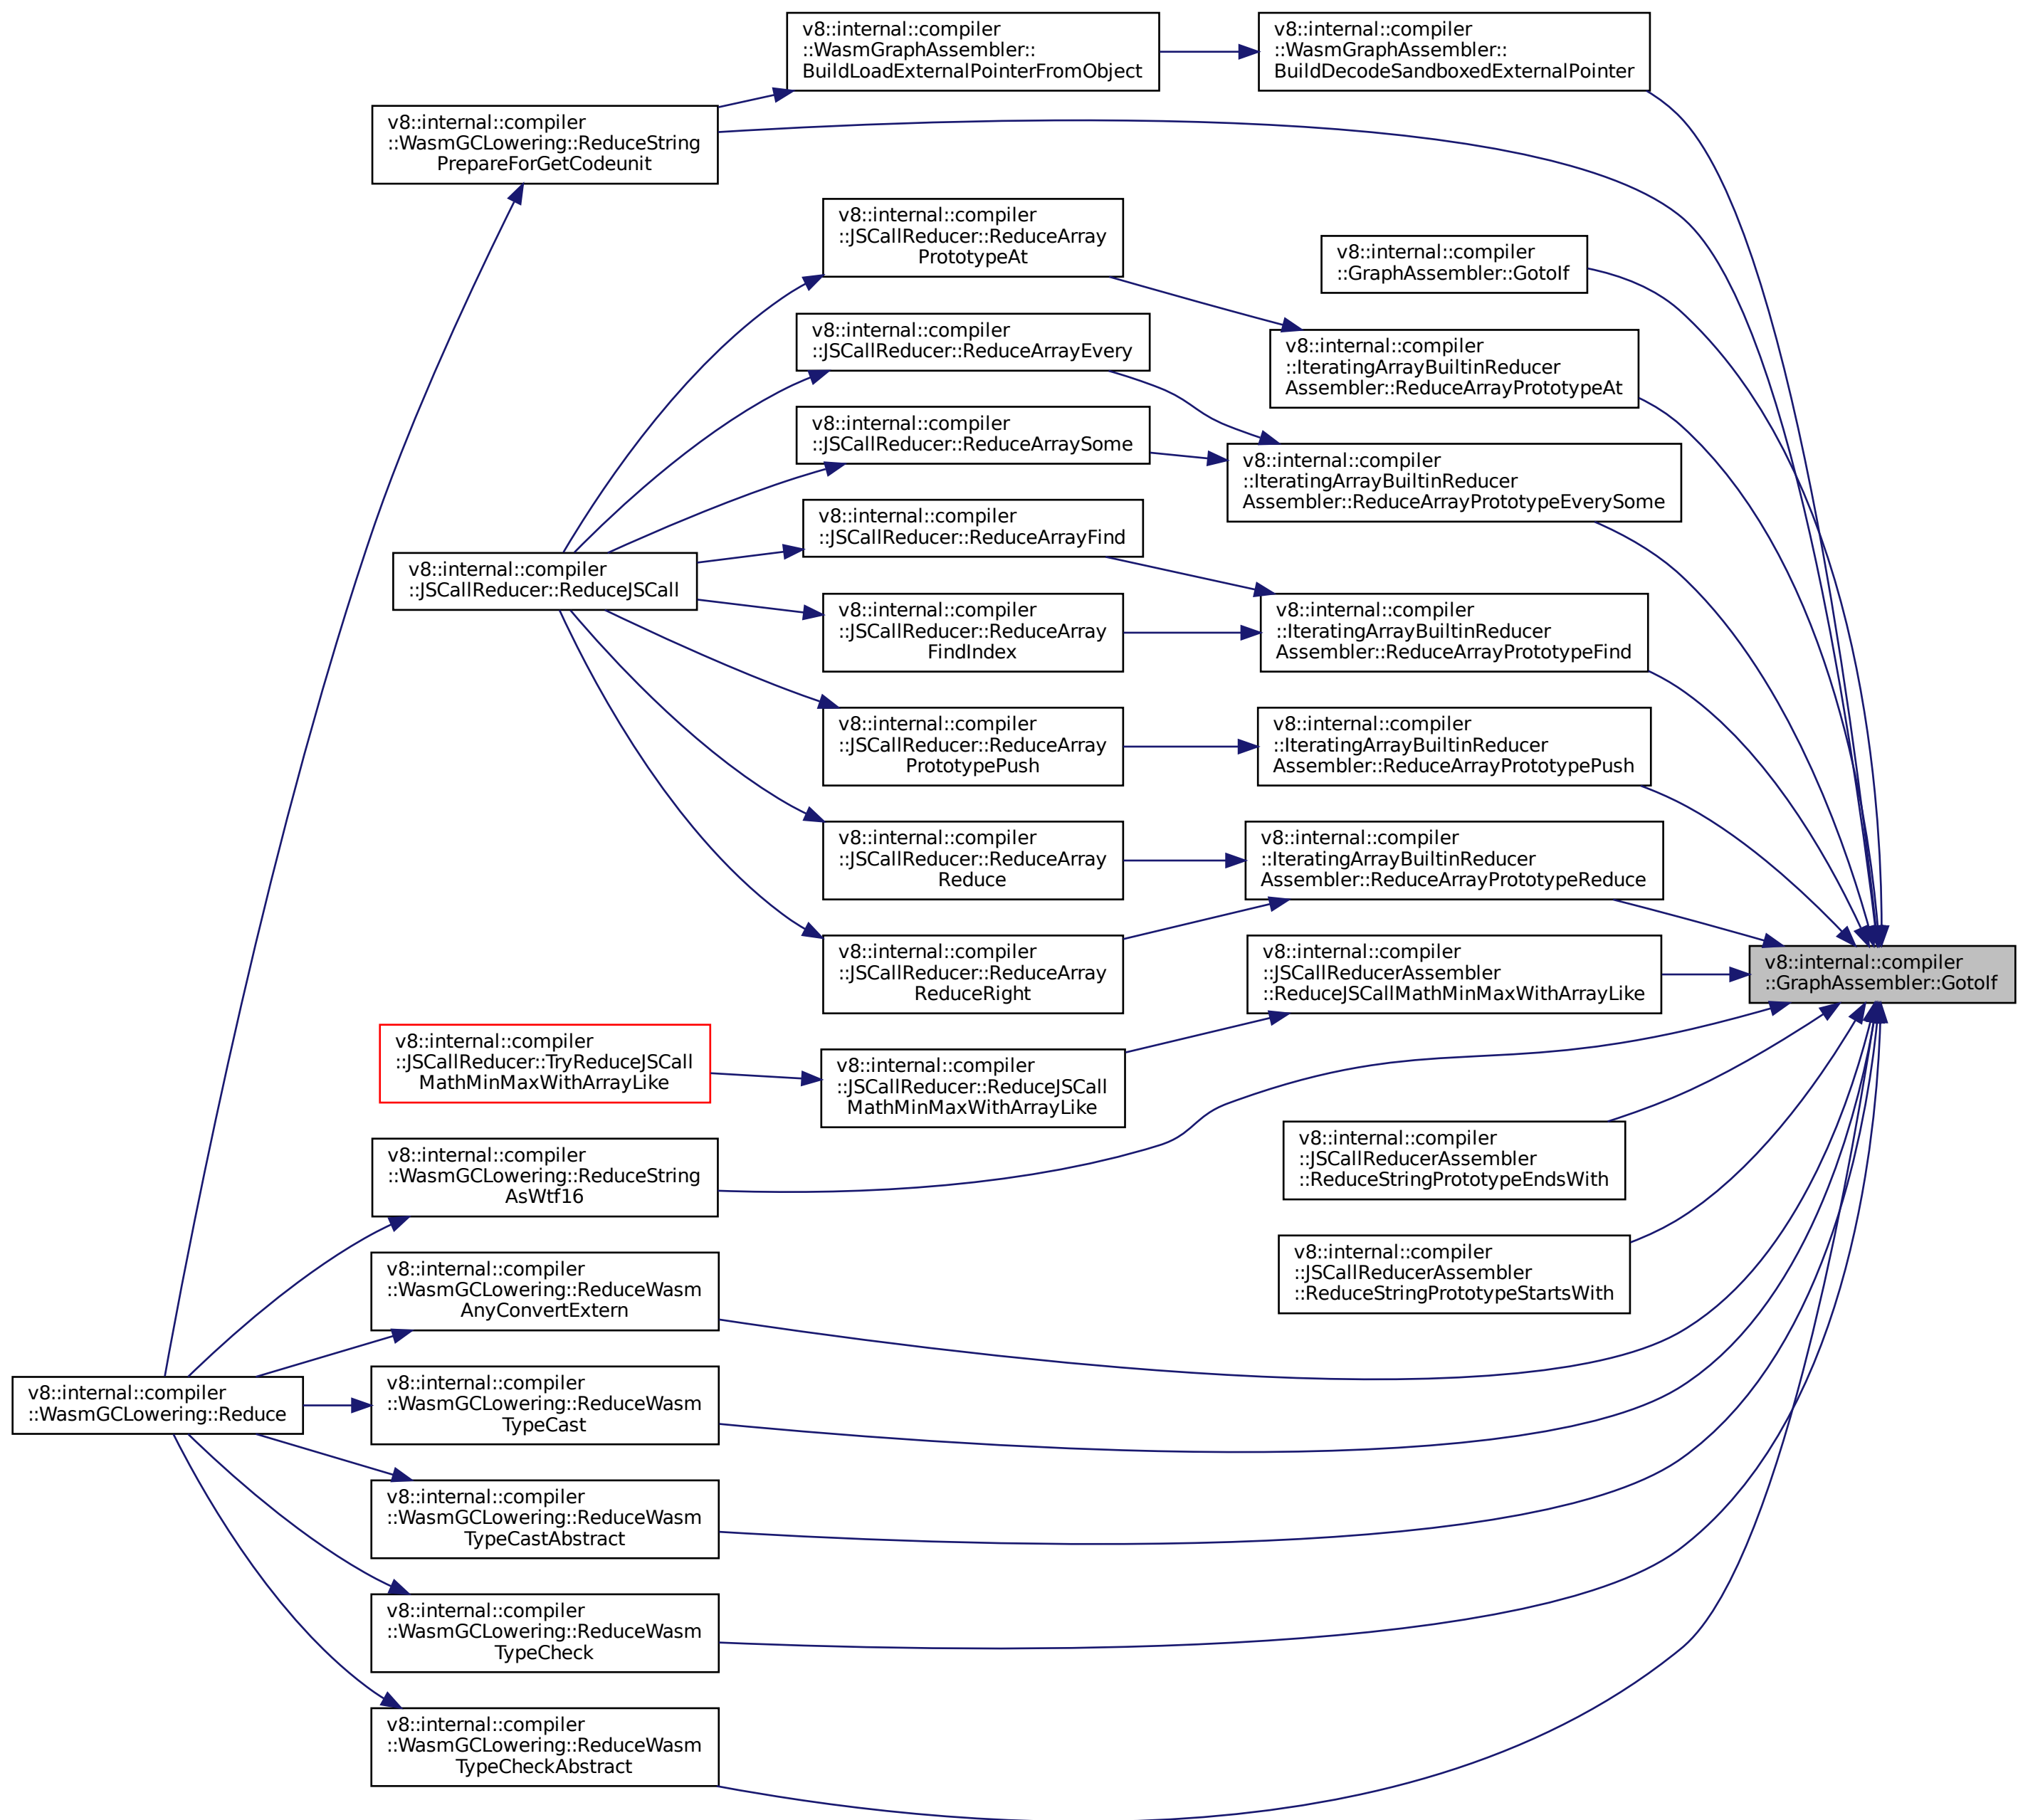 v8::internal::compiler
::WasmGraphAssembler::
BuildLoadExternalPointerFromObject
v8::internal::compiler
::WasmGraphAssembler::
BuildDecodeSandboxedExternalPointer
v8::internal::compiler
::WasmGCLowering::ReduceString
PrepareForGetCodeunit
v8::internal::compiler
::JSCallReducer::ReduceArray
PrototypeAt
v8::internal::compiler
::GraphAssembler::GotoIf
v8::internal::compiler
::JSCallReducer::ReduceArrayEvery
v8::internal::compiler
::IteratingArrayBuiltinReducer
Assembler::ReduceArrayPrototypeAt
v8::internal::compiler
::JSCallReducer::ReduceArraySome
v8::internal::compiler
::IteratingArrayBuiltinReducer
Assembler::ReduceArrayPrototypeEverySome
v8::internal::compiler
::JSCallReducer::ReduceArrayFind
v8::internal::compiler
::JSCallReducer::ReduceJSCall
v8::internal::compiler
::JSCallReducer::ReduceArray
FindIndex
v8::internal::compiler
::IteratingArrayBuiltinReducer
Assembler::ReduceArrayPrototypeFind
v8::internal::compiler
::JSCallReducer::ReduceArray
PrototypePush
v8::internal::compiler
::IteratingArrayBuiltinReducer
Assembler::ReduceArrayPrototypePush
v8::internal::compiler
::JSCallReducer::ReduceArray
Reduce
v8::internal::compiler
::IteratingArrayBuiltinReducer
Assembler::ReduceArrayPrototypeReduce
v8::internal::compiler
::JSCallReducer::ReduceArray
ReduceRight
v8::internal::compiler
::JSCallReducerAssembler
::ReduceJSCallMathMinMaxWithArrayLike
v8::internal::compiler
::GraphAssembler::GotoIf
v8::internal::compiler
::JSCallReducer::TryReduceJSCall
MathMinMaxWithArrayLike
v8::internal::compiler
::JSCallReducer::ReduceJSCall
MathMinMaxWithArrayLike
v8::internal::compiler
::JSCallReducerAssembler
::ReduceStringPrototypeEndsWith
v8::internal::compiler
::WasmGCLowering::ReduceString
AsWtf16
v8::internal::compiler
::JSCallReducerAssembler
::ReduceStringPrototypeStartsWith
v8::internal::compiler
::WasmGCLowering::ReduceWasm
AnyConvertExtern
v8::internal::compiler
::WasmGCLowering::Reduce
v8::internal::compiler
::WasmGCLowering::ReduceWasm
TypeCast
v8::internal::compiler
::WasmGCLowering::ReduceWasm
TypeCastAbstract
v8::internal::compiler
::WasmGCLowering::ReduceWasm
TypeCheck
v8::internal::compiler
::WasmGCLowering::ReduceWasm
TypeCheckAbstract